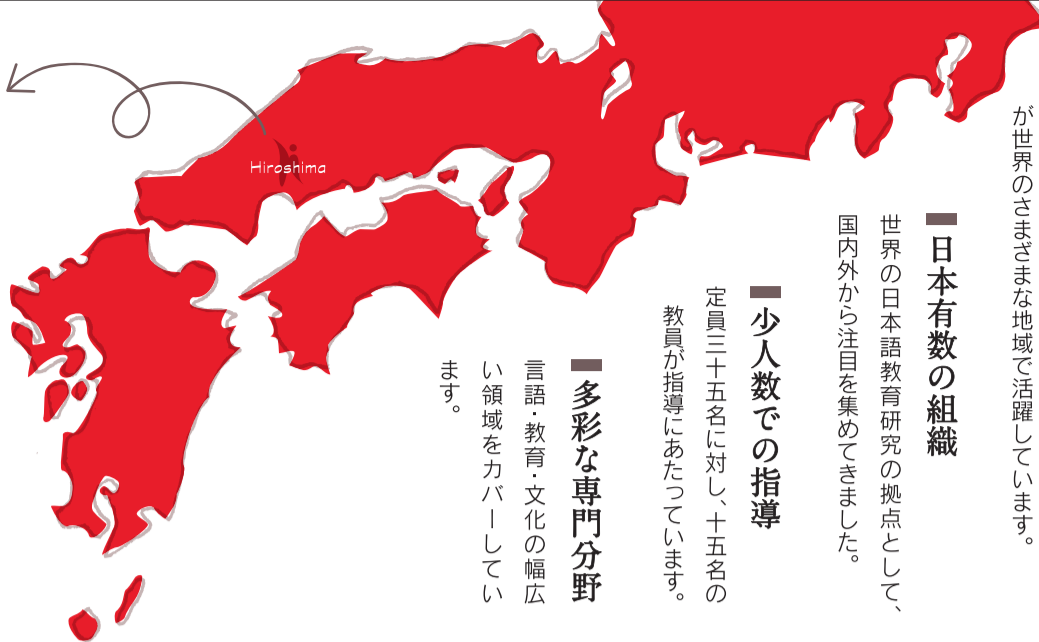 が世界のさまざまな地域で活躍しています。
日本有数の組織
世界の日本語教育研究の拠点として、
国内外から注目を集めてきました。
少人数での指導
定員三十五名に対し、十五名の
教員が指導にあたっています。
多彩な専門分野
言語・教育・文化の幅広
い領域をカバーしてい
ます。
Hiroshima